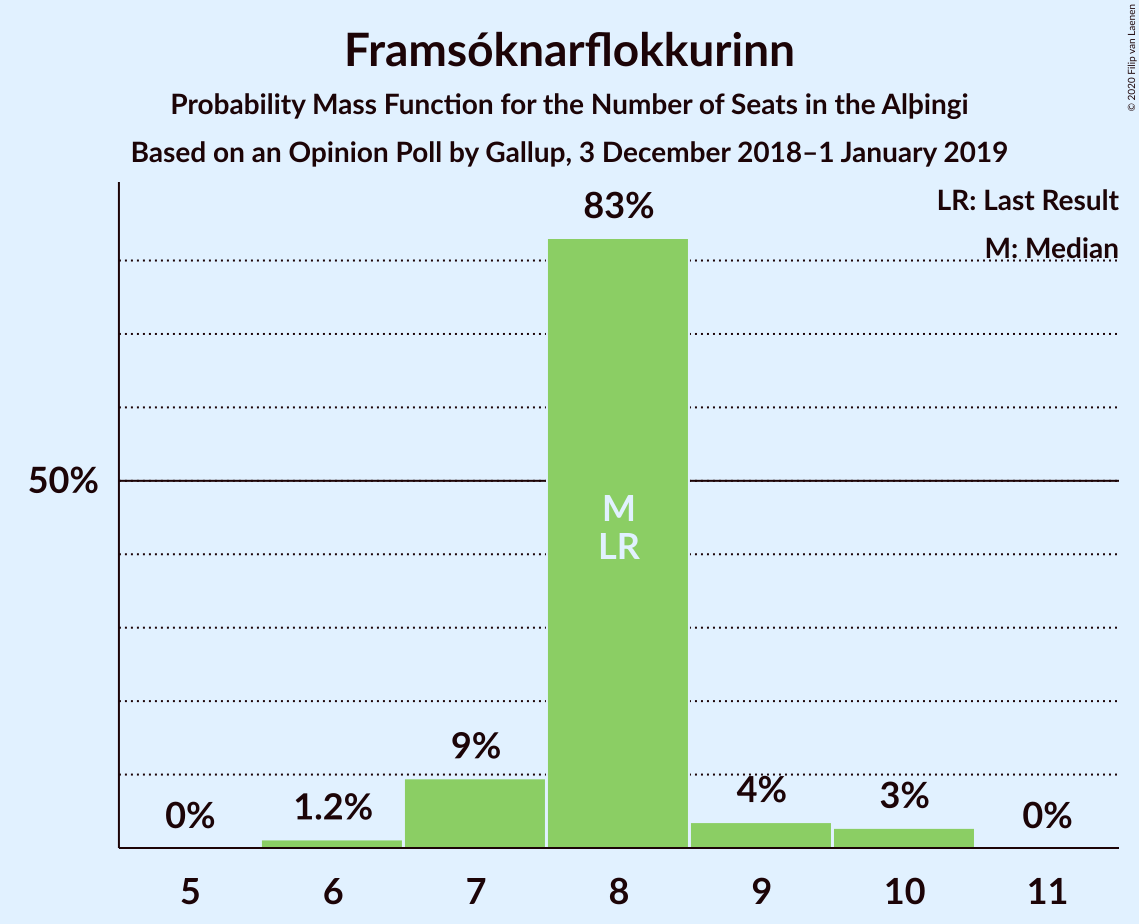 Framsóknarflokkurinn
Probability Mass Function for the Number of Seats in the Alþingi
Based on an Opinion Poll by Gallup, 3 December 2018–1 January 2019
© 2020 Filip van Laenen
LR: Last Result
M: Median
83%
50%
M
LR
9%
4%
3%
1.2%
0%
0%
5 6 7 8 9 10 11